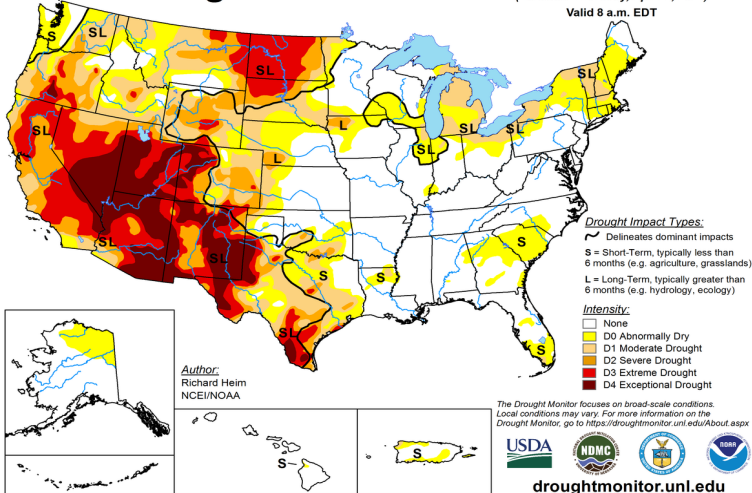 Valid 8 a.m. EDT
S
SL
SL
SL
L
L
SL
SL
SL
SL
SL
SL
SL
S
S
S
S
S
S
Drought Impact Types:
Delineates dominant impacts
S = Short-Term, typically less than
6 months (e.g. agriculture, grasslands)
L = Long-Term, typically greater than
6 months (e.g. hydrology, ecology)
Intensity:
None
D0 Abnormally Dry
D1 Moderate Drought
D2 Severe Drought
D3 Extreme Drought
D4 Exceptional Drought
Author:
Richard Heim
NCEI/NOAA
The Drought Monitor focuses on broad-scale conditions.
Local conditions may vary. For more information on the
Drought Monitor, go to https://droughtmonitor.unl.edu/About.aspx
USDA
NDMC
NOAA
droughtmonitor.unl.edu